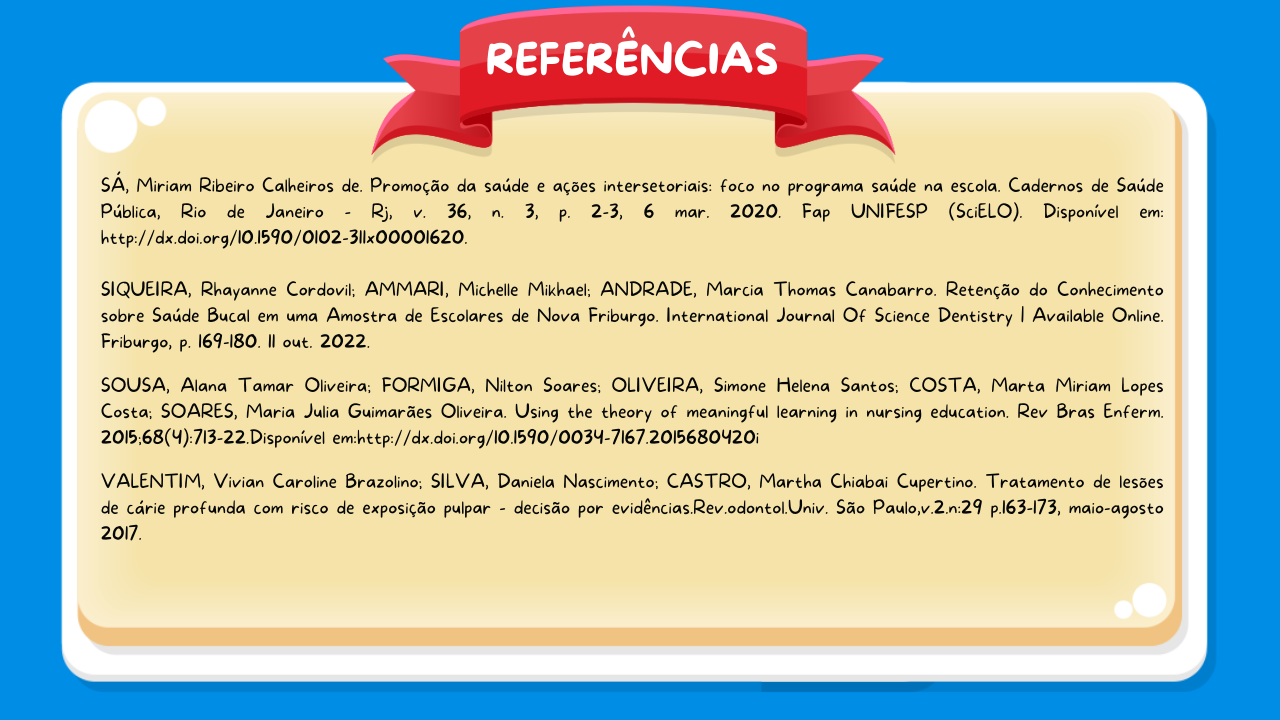 REFERÊNCIAS
SÁ, Miriam Ribeiro Calheiros de. Promoção da saúde e ações intersetoriais: foco no programa saúde na escola. Cadernos de Saúde
Pública, Rio de Janeiro - Rj, v. 36, n. 3, p. 2-3, 6 mar. 2020. Fap UNIFESP (SciELO). Disponível em:
http://dx.doi.org/10.1590/0102-311x00001620.
SIQUEIRA, Rhayanne Cordovil; AMMARI, Michelle Mikhael; ANDRADE, Marcia Thomas Canabarro. Retenção do Conhecimento
sobre Saúde Bucal em uma Amostra de Escolares de Nova Friburgo. International Journal Of Science Dentistry | Available Online.
Friburgo, p. 169-180. 11 out. 2022.
SOUSA, Alana Tamar Oliveira; FORMIGA, Nilton Soares; OLIVEIRA, Simone Helena Santos; COSTA, Marta Miriam Lopes
Costa; SOARES, Maria Julia Guimarães Oliveira. Using the theory of meaningful learning in nursing education. Rev Bras Enferm.
2015;68(4):713-22.Disponível em:http://dx.doi.org/10.1590/0034-7167.2015680420i
VALENTIM, Vivian Caroline Brazolino; SILVA, Daniela Nascimento; CASTRO, Martha Chiabai Cupertino. Tratamento de lesões
de cárie profunda com risco de exposição pulpar - decisão por evidências.Rev.odontol.Univ. São Paulo,v.2.n:29 p.163-173, maio-agosto
2017.